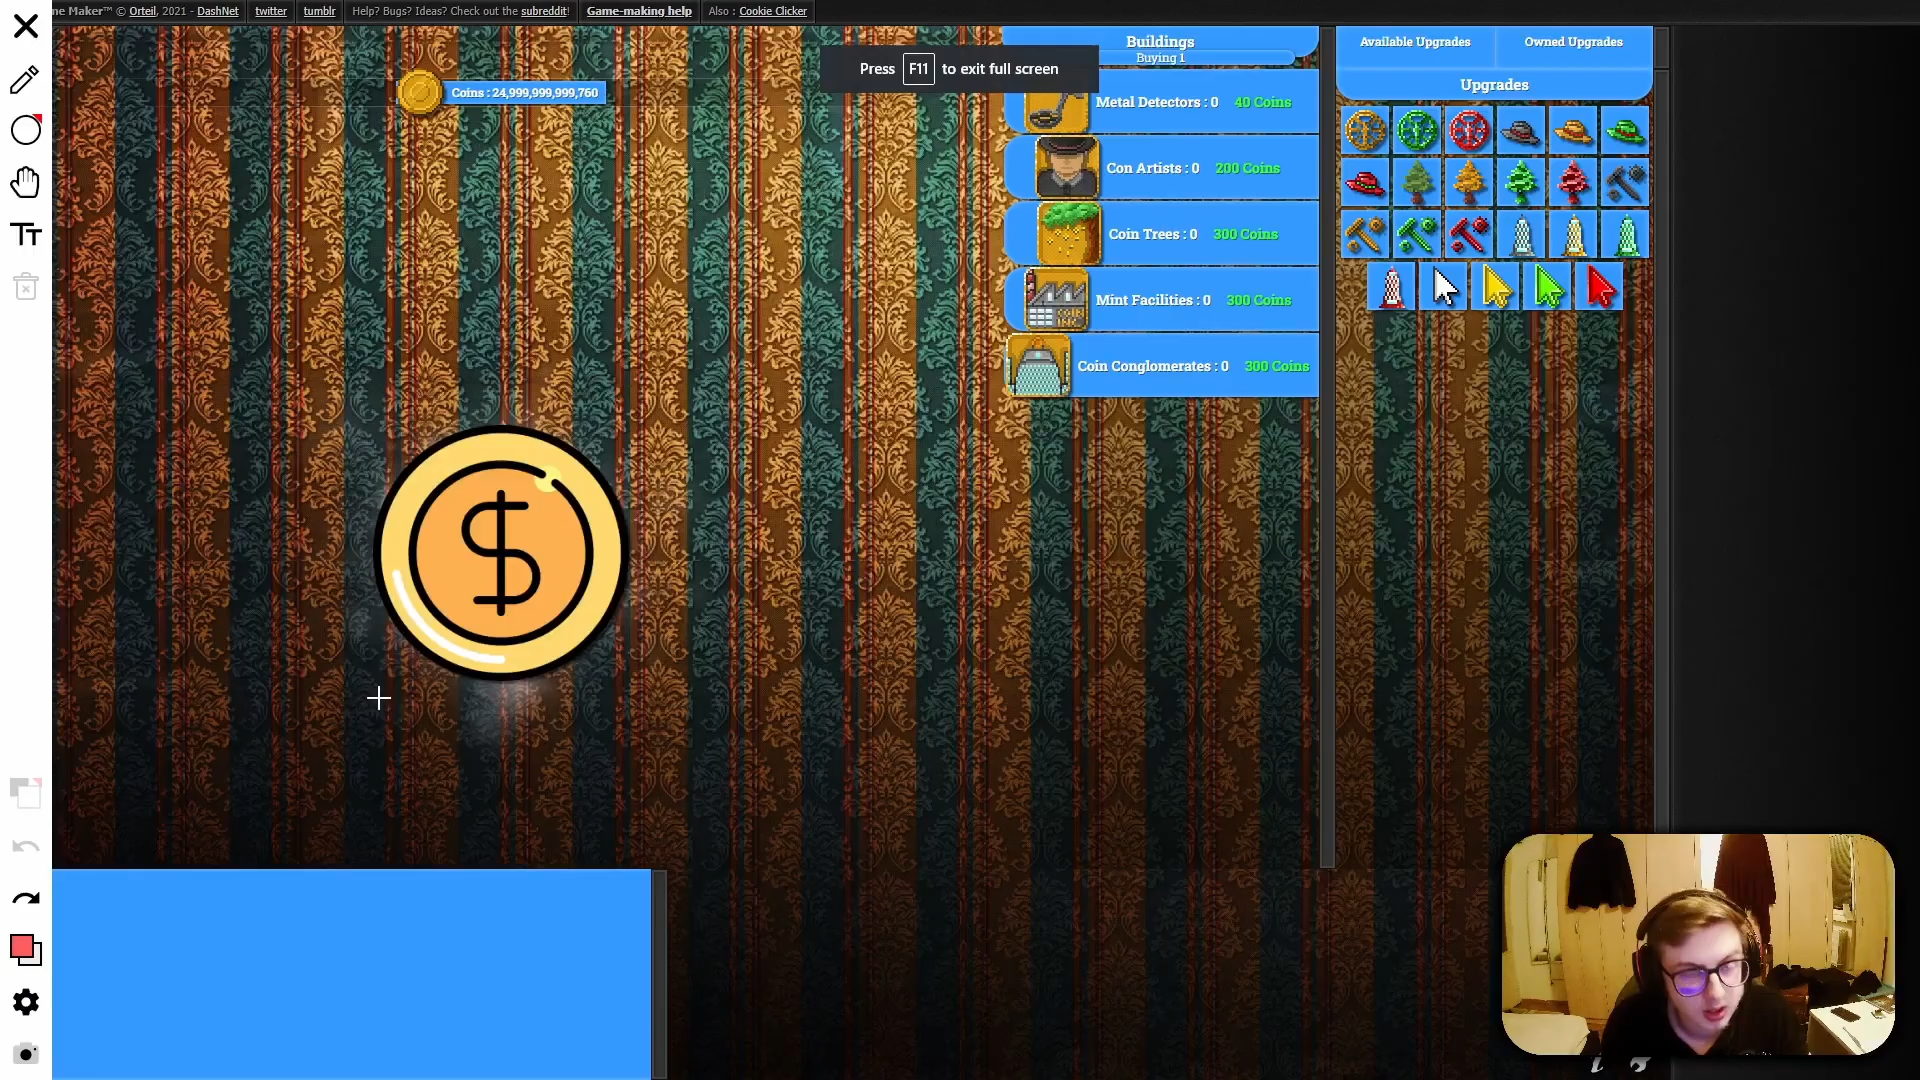 ne Maker™ © Orteil, 2021 - DashNet
twitter
tumblr
Help? Bugs? Ideas? Check out the subreddit!
Game-making help
Also : Cookie Clicker
Press F11 to exit full screen
Coins : 24,999,999,999,760
Buildings
Buying 1
Metal Detectors : 0 40 Coins
Con Artists : 0 200 Coins
Coin Trees : 0 300 Coins
Mint Facilities : 0 300 Coins
COIN INC
Coin Conglomerates : 0 300 Coins
Available Upgrades
Owned Upgrades
Upgrades
$
TT